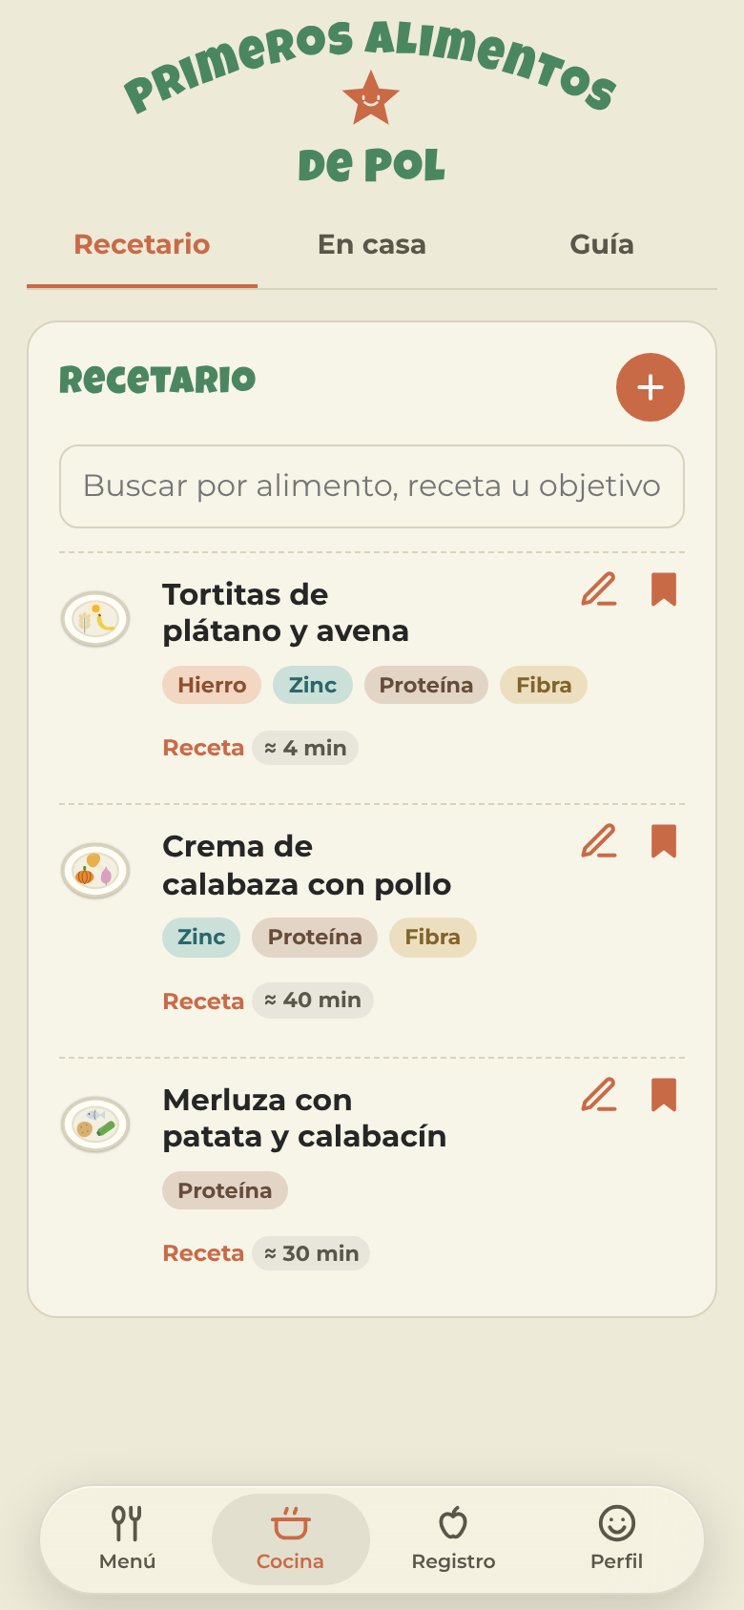 PRIMEROS ALIMENTOS
DE POL
Recetario
En casa
Guía
RECETARIO
Buscar por alimento, receta u objetivo
Tortitas de
plátano y avena
Hierro Zinc Proteína Fibra
Receta ≈ 4 min
Crema de
calabaza con pollo
Zinc Proteína Fibra
Receta ≈ 40 min
Merluza con
patata y calabacín
Proteína
Receta ≈ 30 min
Menú
Cocina
Registro
Perfil